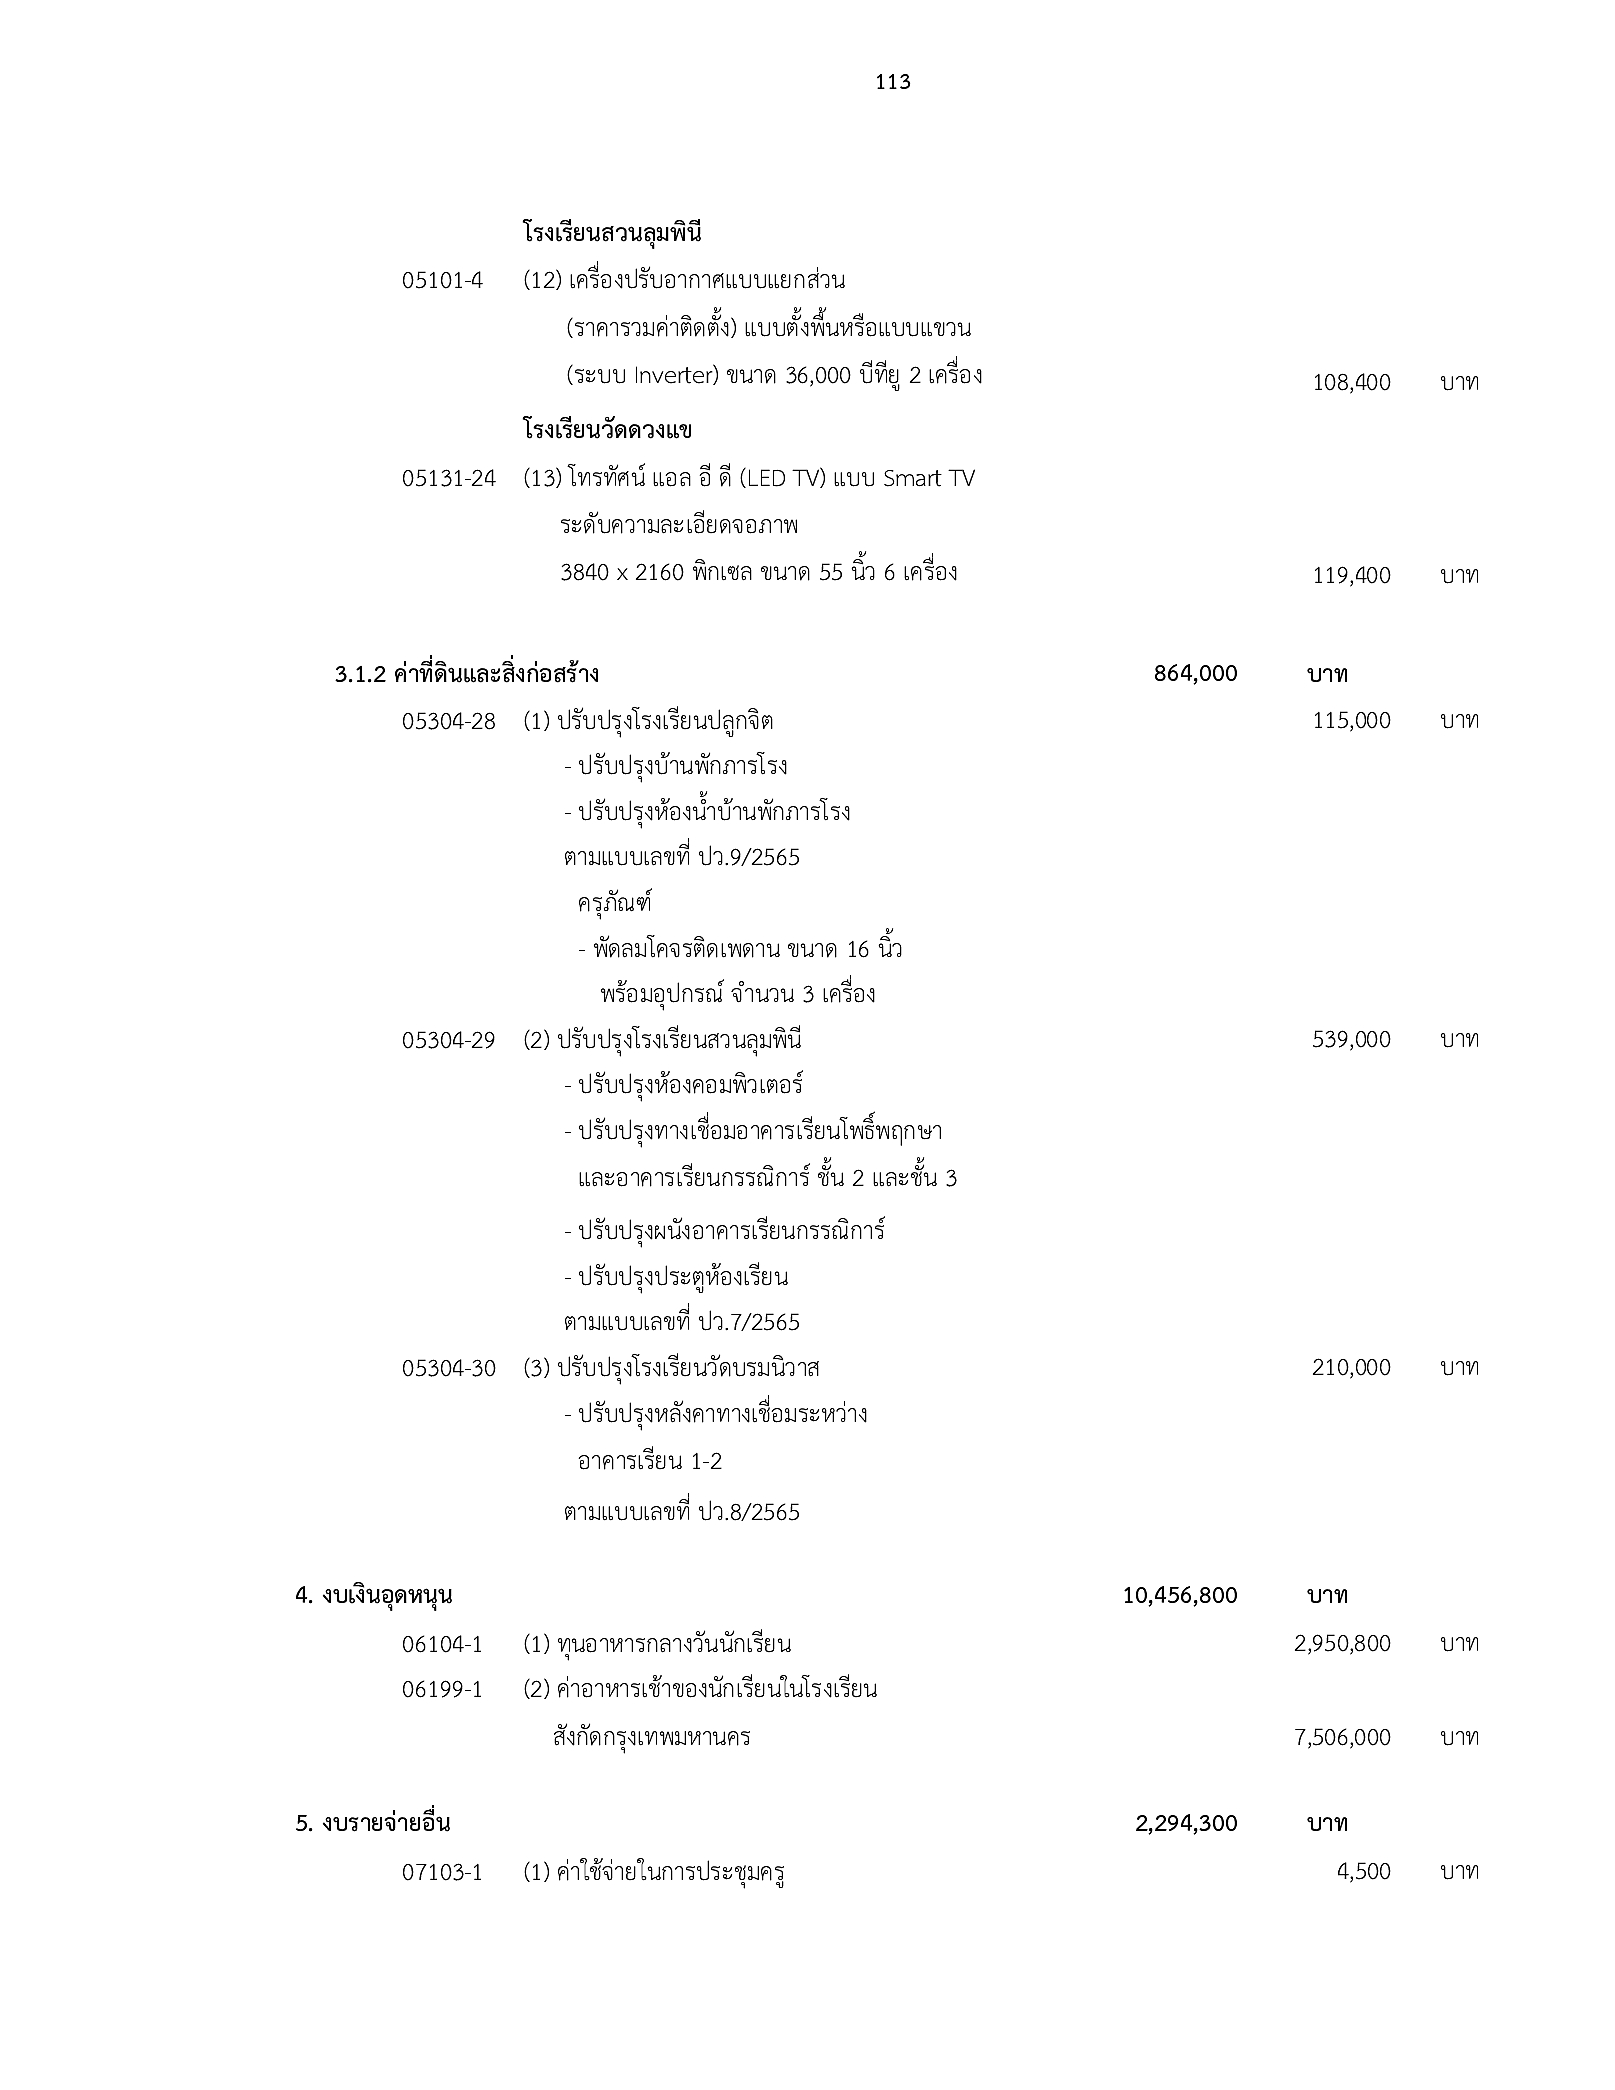 113
โรงเรียนสวนลุมพินี
05101-4 (12) เครื่องปรับอากาศแบบแยกส่วน
(ราคารวมค่าติดตั้ง) แบบตั้งพื้นหรือแบบแขวน
(ระบบ Inverter) ขนาด 36,000 บีทียู 2 เครื่อง 108,400 บาท
โรงเรียนวัดดวงแข
05131-24 (13) โทรทัศน์ แอล อี ดี (LED TV) แบบ Smart TV
ระดับความละเอียดจอภาพ
3840 x 2160 พิกเซล ขนาด 55 นิ้ว 6 เครื่อง 119,400 บาท
3.1.2 ค่าที่ดินและสิ่งก่อสร้าง 864,000 บาท
05304-28 (1) ปรับปรุงโรงเรียนปลูกจิต 115,000 บาท
- ปรับปรุงบ้านพักภารโรง
- ปรับปรุงห้องน้ำบ้านพักภารโรง
ตามแบบเลขที่ ปว.9/2565
ครุภัณฑ์
- พัดลมโคจรติดเพดาน ขนาด 16 นิ้ว
พร้อมอุปกรณ์ จำนวน 3 เครื่อง
05304-29 (2) ปรับปรุงโรงเรียนสวนลุมพินี 539,000 บาท
- ปรับปรุงห้องคอมพิวเตอร์
- ปรับปรุงทางเชื่อมอาคารเรียนโพธิ์พฤกษา
และอาคารเรียนกรรณิการ์ ชั้น 2 และชั้น 3
- ปรับปรุงผนังอาคารเรียนกรรณิการ์
- ปรับปรุงประตูห้องเรียน
ตามแบบเลขที่ ปว.7/2565
05304-30 (3) ปรับปรุงโรงเรียนวัดบรมนิวาส 210,000 บาท
- ปรับปรุงหลังคาทางเชื่อมระหว่าง
อาคารเรียน 1-2
ตามแบบเลขที่ ปว.8/2565
4. งบเงินอุดหนุน 10,456,800 บาท
06104-1 (1) ทุนอาหารกลางวันนักเรียน 2,950,800 บาท
06199-1 (2) ค่าอาหารเช้าของนักเรียนในโรงเรียน
สังกัดกรุงเทพมหานคร 7,506,000 บาท
5. งบรายจ่ายอื่น 2,294,300 บาท
07103-1 (1) ค่าใช้จ่ายในการประชุมครู 4,500 บาท